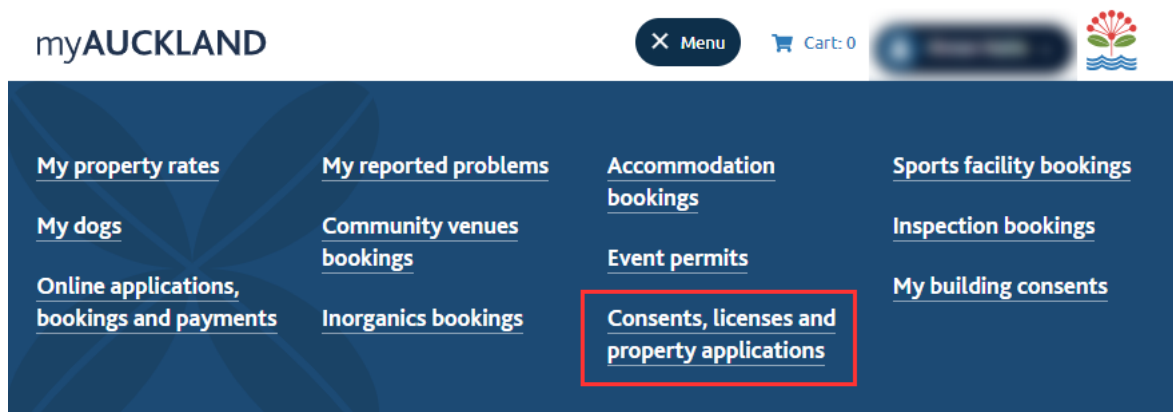 myAUCKLAND
Menu
Cart: 0
My property rates
My dogs
Online applications,
bookings and payments
My reported problems
Community venues
bookings
Inorganics bookings
Accommodation
bookings
Event permits
Consents, licenses and
property applications
Sports facility bookings
Inspection bookings
My building consents